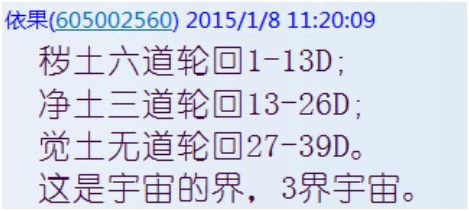 依果(605002560) 2015/1/8 11:20:09
秽土六道轮回1-13D;
净土三道轮回13-26D;
觉土无道轮回27-39D。
这是宇宙的界，3界宇宙。